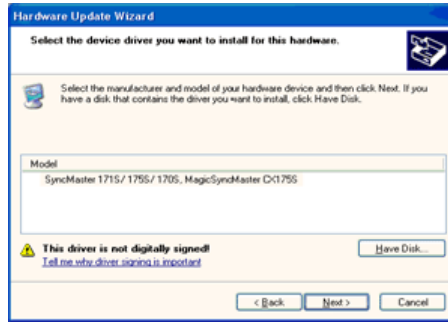 Hardware Update Wizard
Select the device driver you want to install for this hardware.
Select the manufacturer and model of your hardware device and then click Next. If you
have a disk that contains the driver you want to install, click Have Disk.
Model
SyncMaster 171S/ 175S/ 170S, MagicSyncMaster CX175S
This driver is not digitally signed!
Tell me why driver signing is important
Have Disk...
< Back
Next >
Cancel